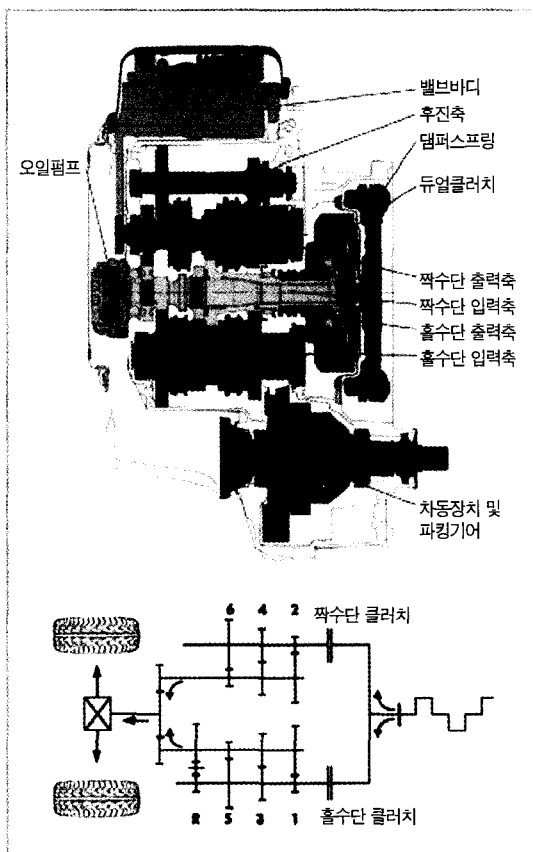 밸브바디
후진축
댐퍼스프링
오일펌프
듀얼클러치
짝수단 출력축
짝수단 입력축
홀수단 출력축
홀수단 입력축
차동장치 및
파킹기어
6 4 2 짝수단 클러치
R 5 3 1 홀수단 클러치